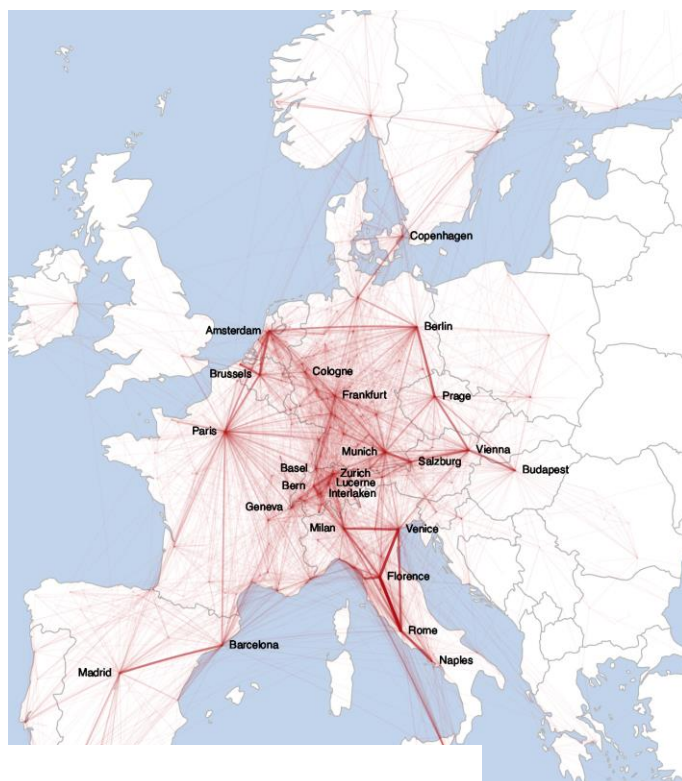 Copenhagen
Amsterdam
Berlin
Brussels
Cologne
Frankfurt
Prage
Paris
Munich
Vienna
Salzburg
Basel
Zurich
Budapest
Lucerne
Bern
Interlaken
Geneva
Milan
Venice
Florence
Rome
Barcelona
Naples
Madrid